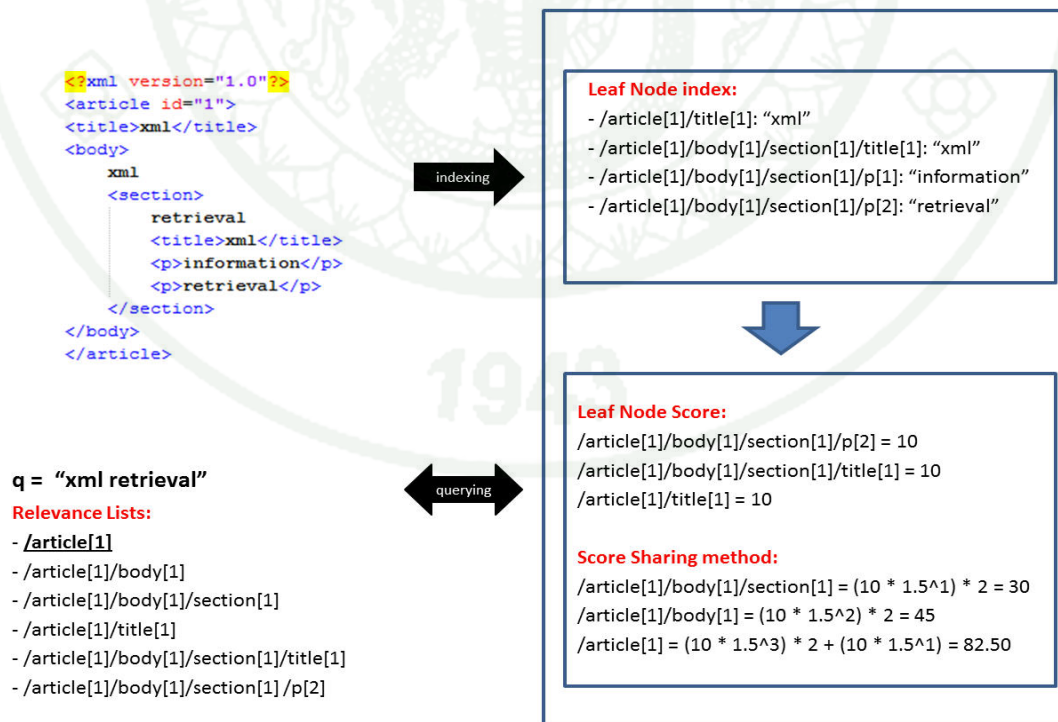 <?xml version="1.0"?>
<article id="1">
<title>xml</title>
<body>
xml
<section>
retrieval
<title>xml</title>
<p>information</p>
<p>retrieval</p>
</section>
</body>
</article>
indexing
Leaf Node index:
- /article[1]/title[1]: “xml”
- /article[1]/body[1]/section[1]/title[1]: “xml”
- /article[1]/body[1]/section[1]/p[1]: “information”
- /article[1]/body[1]/section[1]/p[2]: “retrieval”
1943
Leaf Node Score:
/article[1]/body[1]/section[1]/p[2] = 10
/article[1]/body[1]/section[1]/title[1] = 10
/article[1]/title[1] = 10
Score Sharing method:
/article[1]/body[1]/section[1] = (10 * 1.5^1) * 2 = 30
/article[1]/body[1] = (10 * 1.5^2) * 2 = 45
/article[1] = (10 * 1.5^3) * 2 + (10 * 1.5^1) = 82.50
querying
q = “xml retrieval”
Relevance Lists:
- /article[1]
- /article[1]/body[1]
- /article[1]/body[1]/section[1]
- /article[1]/title[1]
- /article[1]/body[1]/section[1]/title[1]
- /article[1]/body[1]/section[1] /p[2]